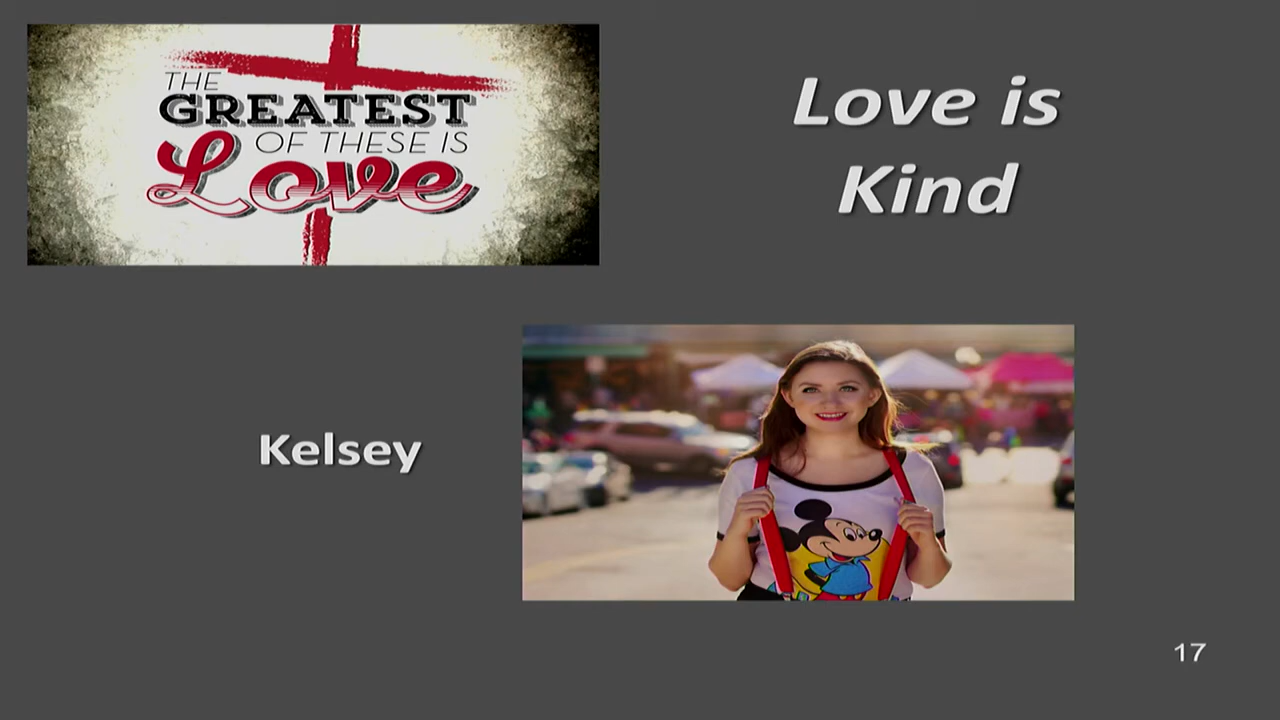 THE
GREATEST
OF THESE IS
Love
Love is
Kind
Kelsey
17